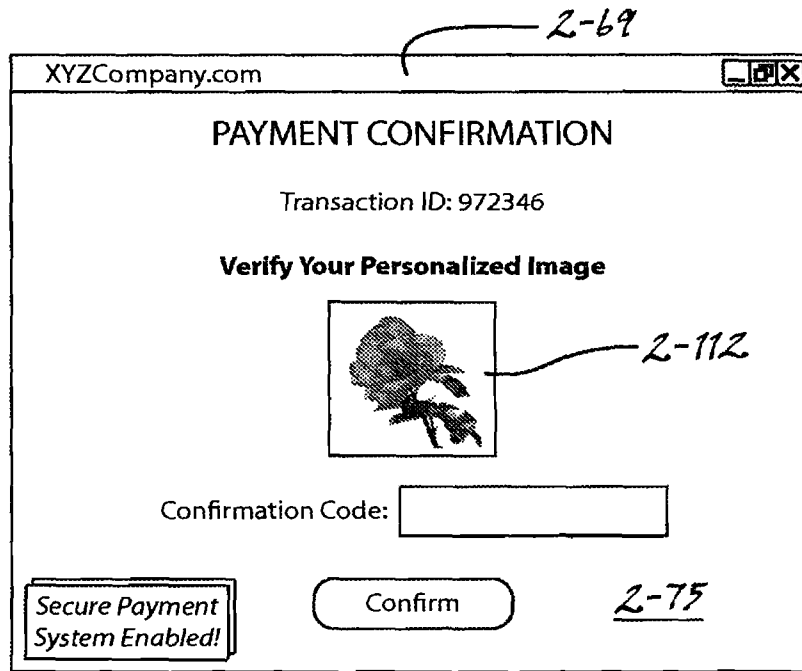 2-69
XYZCompany.com
PAYMENT CONFIRMATION
Transaction ID: 972346
Verify Your Personalized Image
2-112
Confirmation Code:
Secure Payment
System Enabled!
Confirm
2-75